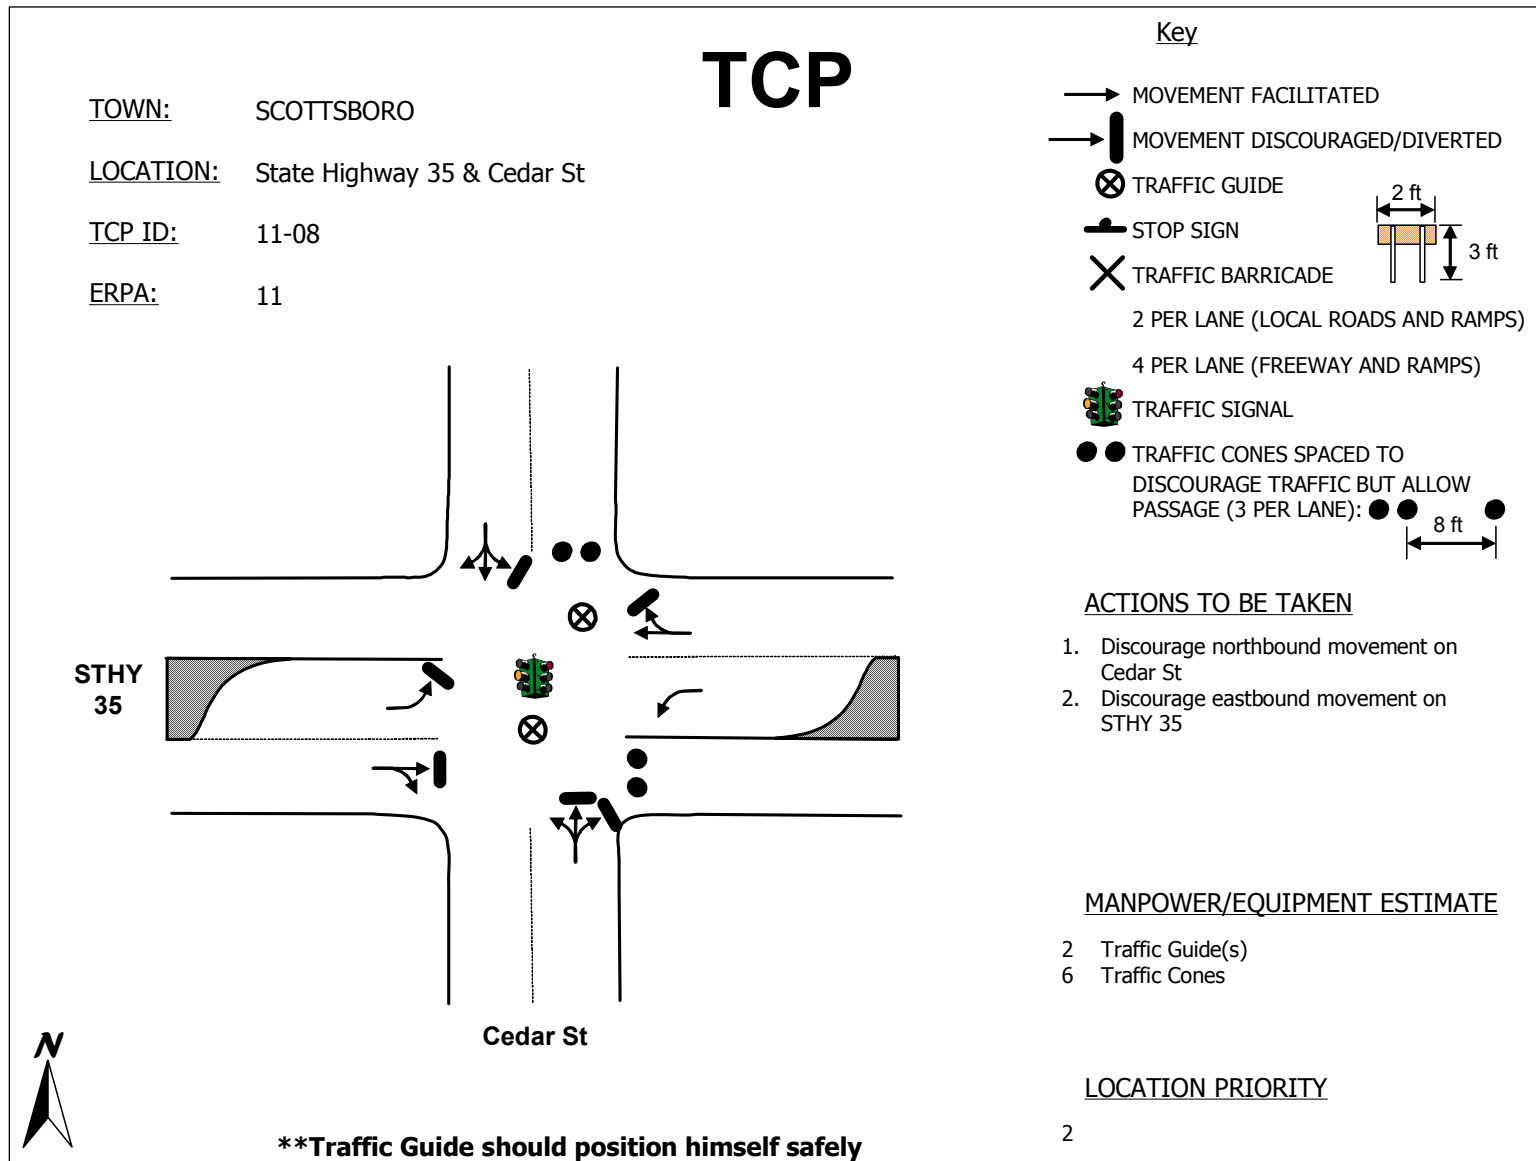 TCP
TOWN: SCOTTSBORO
LOCATION: State Highway 35 & Cedar St
TCP ID: 11-08
ERPA: 11
Key
MOVEMENT FACILITATED
MOVEMENT DISCOURAGED/DIVERTED
TRAFFIC GUIDE
STOP SIGN
TRAFFIC BARRICADE
2 ft
3 ft
2 PER LANE (LOCAL ROADS AND RAMPS)
4 PER LANE (FREEWAY AND RAMPS)
TRAFFIC SIGNAL
TRAFFIC CONES SPACED TO
DISCOURAGE TRAFFIC BUT ALLOW
PASSAGE (3 PER LANE):
8 ft
STHY
35
Cedar St
N
**Traffic Guide should position himself safely
ACTIONS TO BE TAKEN
1. Discourage northbound movement on
Cedar St
2. Discourage eastbound movement on
STHY 35
MANPOWER/EQUIPMENT ESTIMATE
2 Traffic Guide(s)
6 Traffic Cones
LOCATION PRIORITY
2